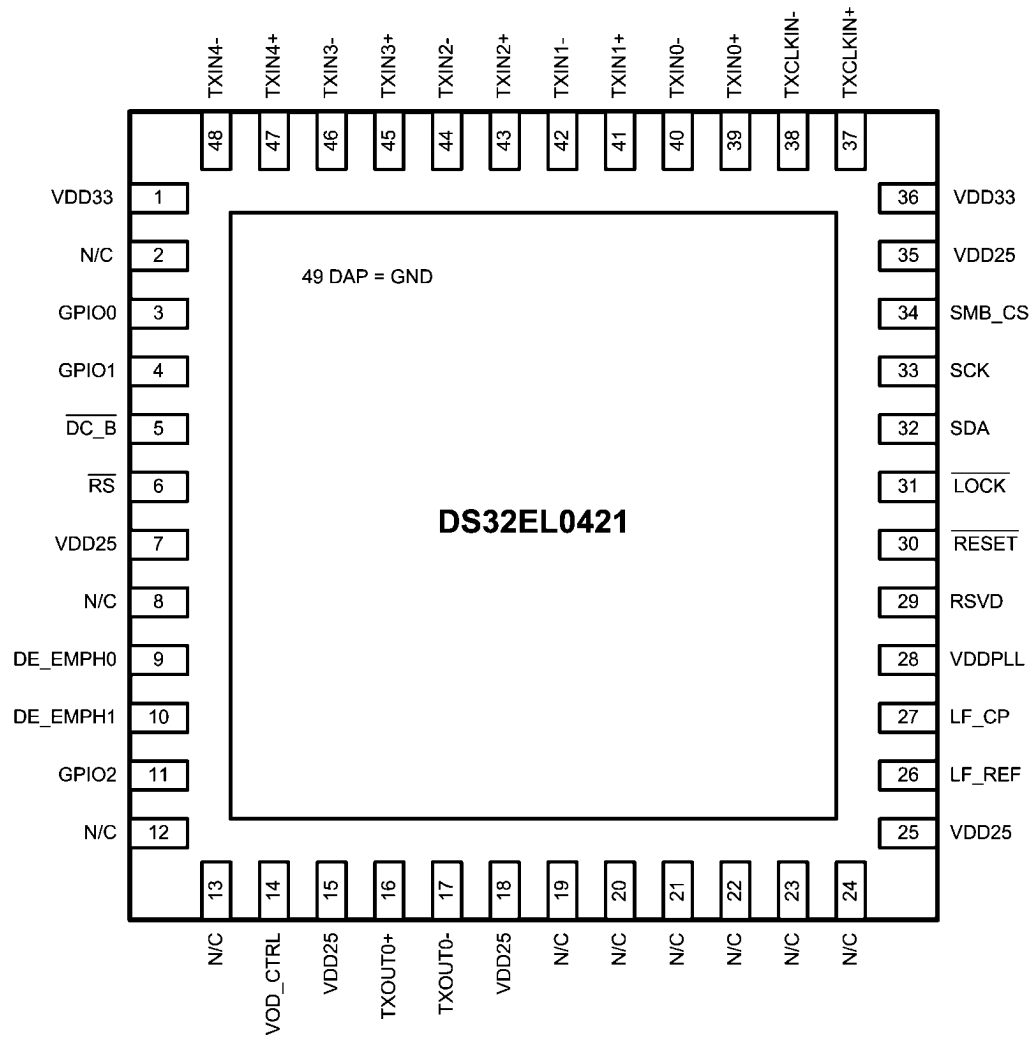 TXIN4-
TXIN4+
TXIN3-
TXIN3+
TXIN2-
TXIN2+
TXIN1-
TXIN1+
TXIN0-
TXIN0+
TXCLKIN-
TXCLKIN+
48
47
46
45
44
43
42
41
40
39
38
37
VDD33 1
N/C 2
GPIO0 3
GPIO1 4
DC_B 5
RS 6
VDD25 7
N/C 8
DE_EMPH0 9
DE_EMPH1 10
GPIO2 11
N/C 12
49 DAP = GND
DS32EL0421
36 VDD33
35 VDD25
34 SMB_CS
33 SCK
32 SDA
31 LOCK
30 RESET
29 RSVD
28 VDDPLL
27 LF_CP
26 LF_REF
25 VDD25
13
14
15
16
17
18
19
20
21
22
23
24
N/C
VOD_CTRL
VDD25
TXOUT0+
TXOUT0-
VDD25
N/C
N/C
N/C
N/C
N/C
N/C